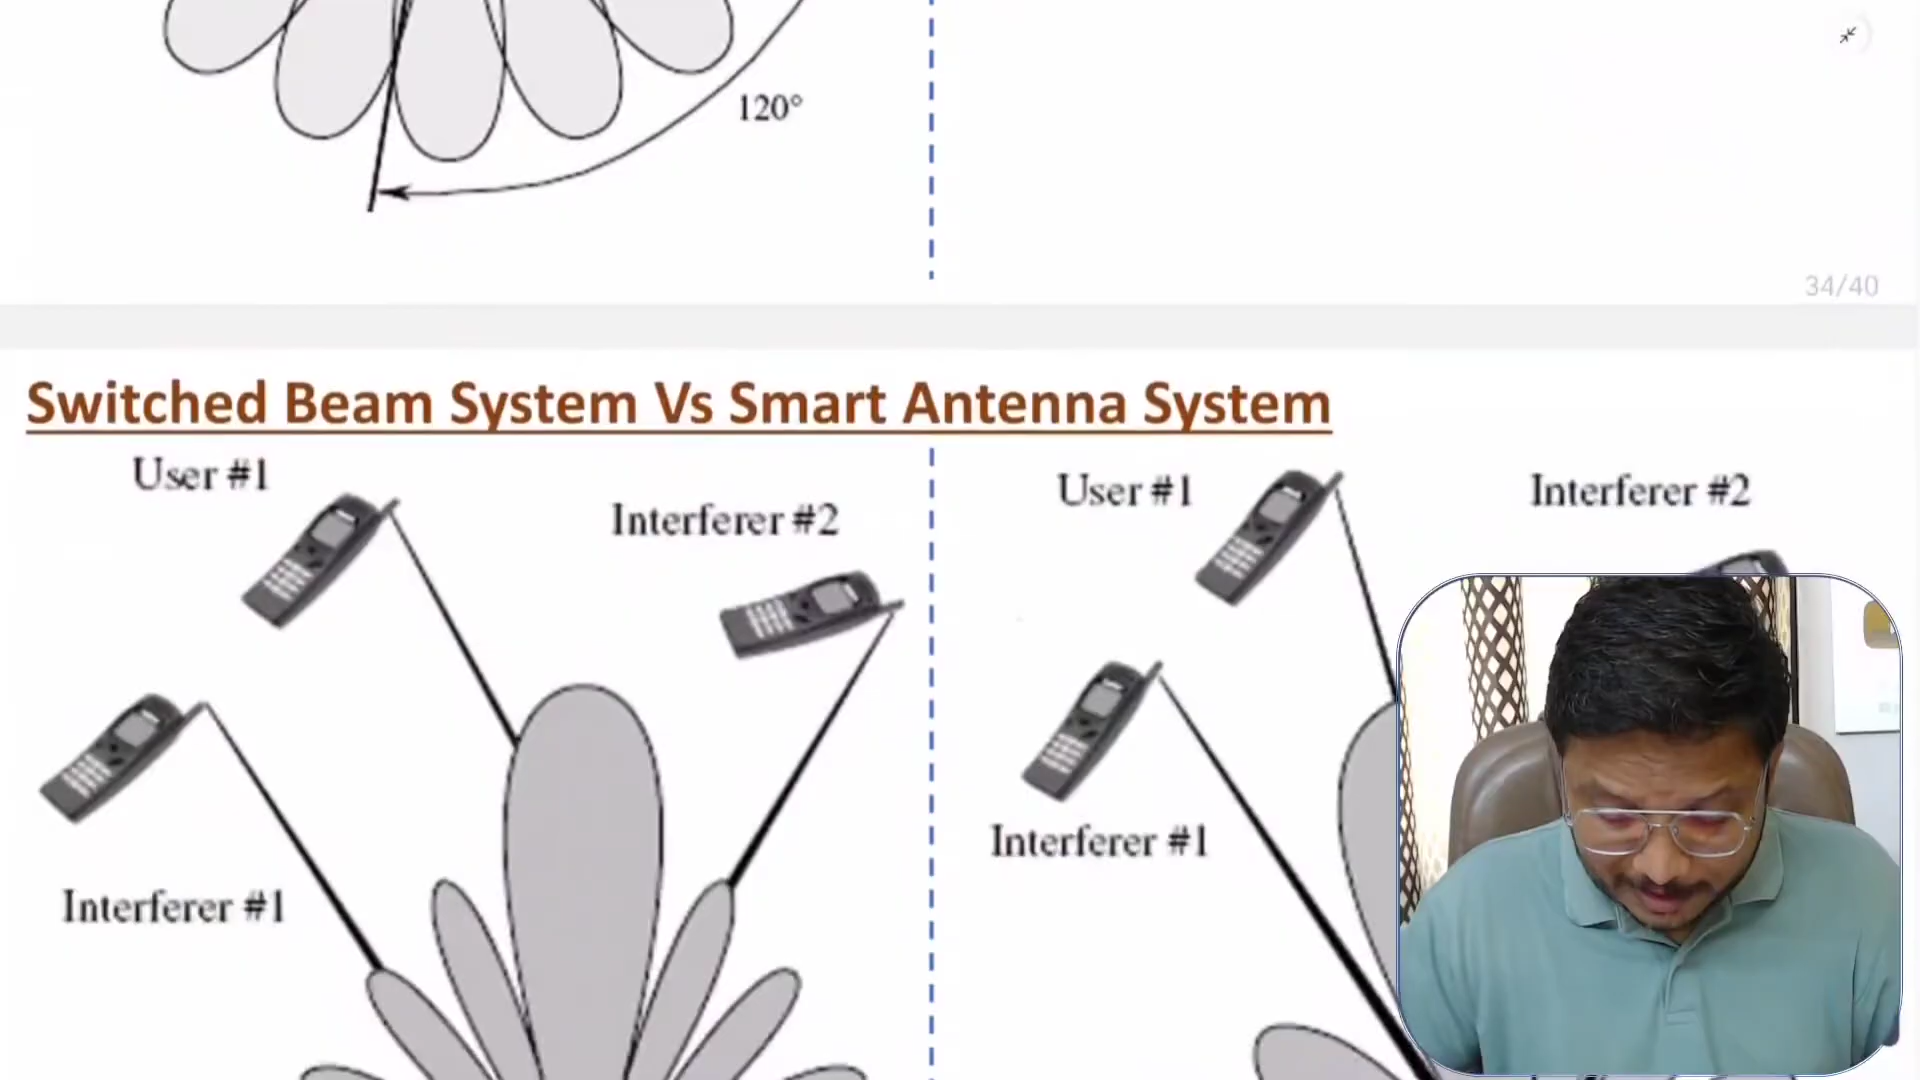 120°
34/40
Switched Beam System Vs Smart Antenna System
User #1
Interferer #2
Interferer #1
User #1
Interferer #2
Interferer #1